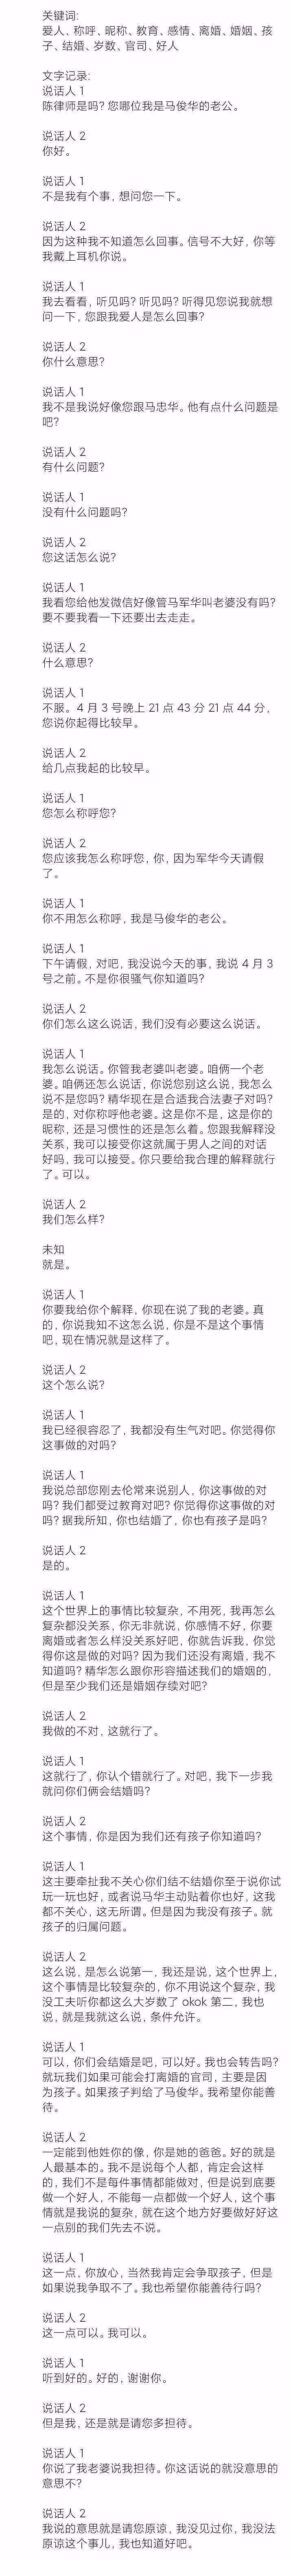 关键词:
爱人、称呼、昵称、教育、感情、离婚、婚姻、孩
子、结婚、岁数、官司、好人
文字记录:
说话人 1
陈律师是吗? 您哪位我是马俊华的老公。
说话人 2
你好。
说话人 1
不是我有个事, 想问您一下。
说话人 2
因为这种我不知道怎么回事。信号不大好, 你等
我戴上耳机你说。
说话人 1
我去看看, 听见吗? 听见吗? 听得见您说我就想
问一下, 您跟我爱人是怎么回事?
说话人 2
你什么意思?
说话人 1
我不是我说好像您跟马忠华。他有点什么问题是
吧?
说话人 2
有什么问题?
说话人 1
没有什么问题吗?
说话人 2
您这话怎么说?
说话人 1
我看您给他发微信好像管马军华叫老婆没有吗?
要不要我看一下还要出去走走。
说话人 2
什么意思?
说话人 1
不服。4 月 3 号晚上 21 点 43 分 21 点 44 分,
您说你起得比较早。
说话人 2
给几点我起的比较早。
说话人 1
您怎么称呼您?
说话人 2
您应该我怎么称呼您, 你, 因为军华今天请假
了。
说话人 1
你不用怎么称呼, 我是马俊华的老公。
说话人 1
下午请假, 对吧, 我没说今天的事, 我说 4 月 3
号之前。不是你很骚气你知道吗?
说话人 2
你们怎么这么说话, 我们没有必要这么说话。
说话人 1
我怎么说话。你管我老婆叫老婆。咱俩一个老
婆。咱俩还怎么说话, 你说您别这么说, 我怎么
说不是您吗? 精华现在是合适我合法妻子对吗?
是的, 对你称呼他老婆。这是你不是, 这是你的
昵称, 还是习惯性的还是怎么着。您跟我解释没
关系, 我可以接受你这就属于男人之间的对话
好吗, 我可以接受。你只要给我合理的解释就行
了。可以。
说话人 2
我们怎么样?
未知
就是。
说话人 1
你要我给你个解释, 你现在说了我的老婆。真
的, 你说我知不这怎么说, 你是不是这个事情
吧, 现在情况就是这样了。
说话人 2
这个怎么说?
说话人 1
我已经很容忍了, 我都没有生气对吧。你觉得你
这事做的对吗?
说话人 1
我说总部您刚去伦常来说别人, 你这事做的对
吗? 我们都受过教育对吧? 你觉得你这事做的对
吗? 据我所知, 你也结婚了, 你也有孩子是吗?
说话人 2
是的。
说话人 1
这个世界上的事情比较复杂, 不用死, 我再怎么
复杂都没关系, 你无非就说, 你感情不好, 你要
离婚或者怎么样没关系好吧, 你就告诉我, 你觉
得你这是做的对吗? 因为我们还没有离婚, 我不
知道吗? 精华怎么跟你形容描述我们的婚姻的,
但是至少我们还是婚姻存续对吧?
说话人 2
我做的不对, 这就行了。
说话人 1
这就行了, 你认个错就行了。对吧, 我下一步我
就问你们俩会结婚吗?
说话人 2
这个事情, 你是因为我们还有孩子你知道吗?
说话人 1
这主要牵扯我不关心你们结不结婚你至于说你试
玩一玩也好, 或者说马华主动贴着你也好, 这我
都不关心, 这无所谓。但是因为我没有孩子。就
孩子的归属问题。
说话人 2
这么说, 是怎么说第一, 我还是说, 这个世界上,
这个事情是比较复杂的, 你不用说这个复杂, 我
没工夫听你都这么大岁数了 okok 第二, 我也
说, 就是我就这么说, 条件允许。
说话人 1
可以, 你们会结婚是吧, 可以好。我也会转告吗?
就玩我们如果可能会打离婚的官司, 主要是因
为孩子。如果孩子判给了马俊华。我希望你能善
待。
说话人 2
一定能到他姓你的像, 你是她的爸爸。好的就是
人最基本的。我不是说每个人都, 肯定会这样
的, 我们不是每件事情都能做对, 但是说到底要
做一个好人, 不能每一点都做一个好人, 这个事
情就是我说的复杂, 就在这个地方好要做好好这
一点别的我们先去不说。
说话人 1
这一点, 你放心, 当然我肯定会争取孩子, 但是
如果说我争取不了。我也希望你能善待行吗?
说话人 2
这一点可以。我可以。
说话人 1
听到好的。好的, 谢谢你。
说话人 2
但是我, 还是就是请您多担待。
说话人 1
你说了我老婆说我担待。你这话说的就没意思的
意思不?
说话人 2
我说的意思就是请您原谅, 我没见过你, 我没法
原谅这个事儿, 我也知道好吧。